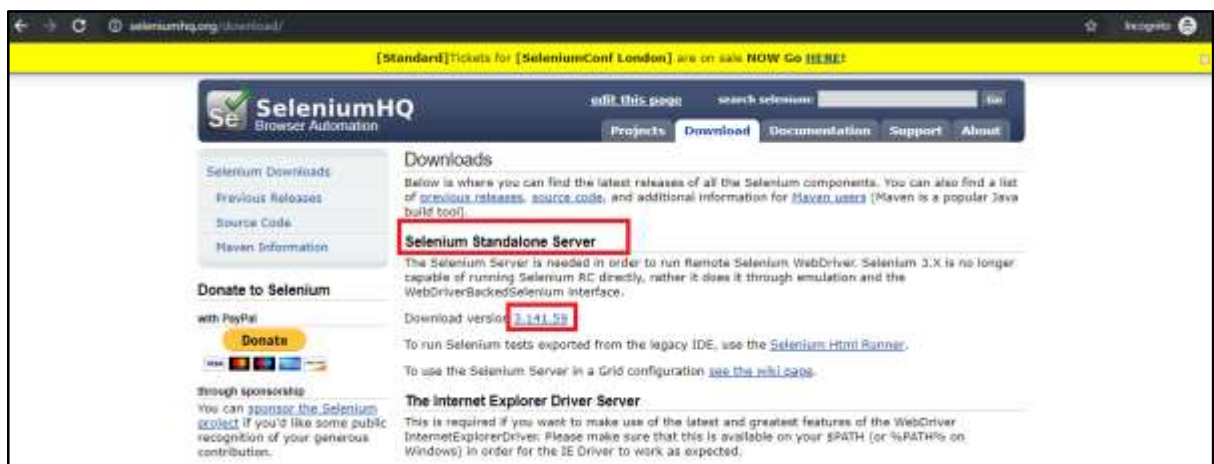 seleniumhq.org/download/
Incognito
[Standard]Tickets for [SeleniumConf London] are on sale NOW Go HERE!
SeleniumHQ
Browser Automation
Se
edit this page
search selenium:
Go
Projects
Download
Documentation
Support
About
Selenium Downloads
Previous Releases
Source Code
Maven Information
Donate to Selenium
with PayPal
Donate
VISA
through sponsorship
You can sponsor the Selenium
project if you'd like some public
recognition of your generous
contribution.
Downloads
Below is where you can find the latest releases of all the Selenium components. You can also find a list
of previous releases, source code, and additional information for Maven users (Maven is a popular Java
build tool).
Selenium Standalone Server
The Selenium Server is needed in order to run Remote Selenium WebDriver. Selenium 3.X is no longer
capable of running Selenium RC directly, rather it does it through emulation and the
WebDriverBackedSelenium interface.
Download version 3.141.59
To run Selenium tests exported from the legacy IDE, use the Selenium Html Runner.
To use the Selenium Server in a Grid configuration see the wiki page.
The Internet Explorer Driver Server
This is required if you want to make use of the latest and greatest features of the WebDriver
InternetExplorerDriver. Please make sure that this is available on your $PATH (or %PATH% on
Windows) in order for the IE Driver to work as expected.